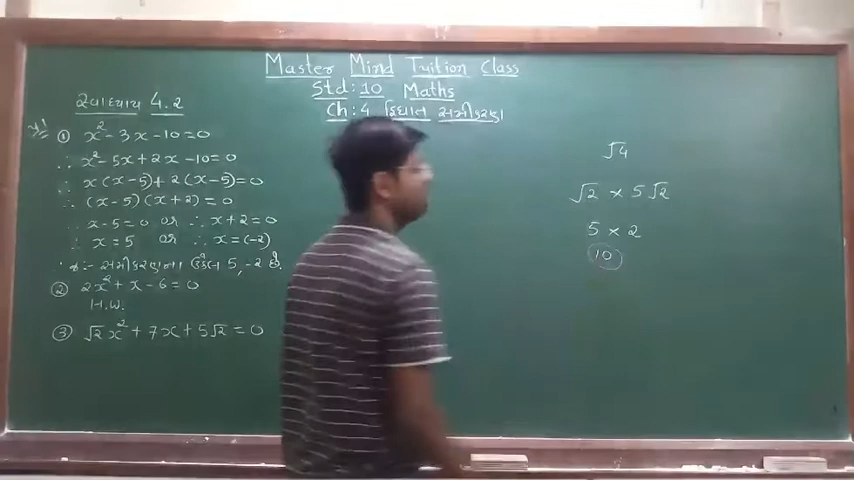 Master Mind Tuition Class
Std: 10 Maths
Ch: 4 દ્વિઘાત સમીકરણ
સ્વાધ્યાય 4.2
પ્ર.1 ① x² - 3x - 10 = 0
∴ x² - 5x + 2x - 10 = 0
∴ x(x-5) + 2(x-5) = 0
∴ (x-5) (x+2) = 0
∴ x-5 = 0 or ∴ x+2 = 0
∴ x = 5 or ∴ x = (-2)
સમીકરણના ઉકેલ 5, -2 છે.
② 2x² + x - 6 = 0
H.W.
③ √2 x² + 7x + 5√2 = 0
√4
√2 × 5√2
5 × 2
10